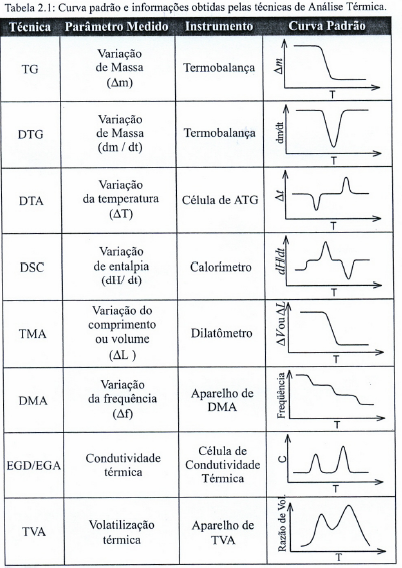 Tabela 2.1: Curva padrão e informações obtidas pelas técnicas de Análise Térmica.
Técnica Parâmetro Medido Instrumento Curva Padrão
TG
Variação
de Massa
(Δm)
Termobalança
Δm
T
DTG
Variação
de Massa
(dm / dt)
Termobalança
dm/dt
T
DTA
Variação
da temperatura
(ΔT)
Célula de ATG
Δt
T
DSC
Variação
de entalpia
(dH/ dt)
Calorímetro
dH/dt
T
TMA
Variação do
comprimento
ou volume
(ΔL )
Dilatômetro
ΔV ou ΔL
T
DMA
Variação
da frequência
(Δf)
Aparelho de
DMA
Freqüência
T
EGD/EGA
Condutividade
térmica
Célula de
Condutividade
Térmica
C
T
TVA
Volatilização
térmica
Aparelho de
TVA
Razão de Vol.
T